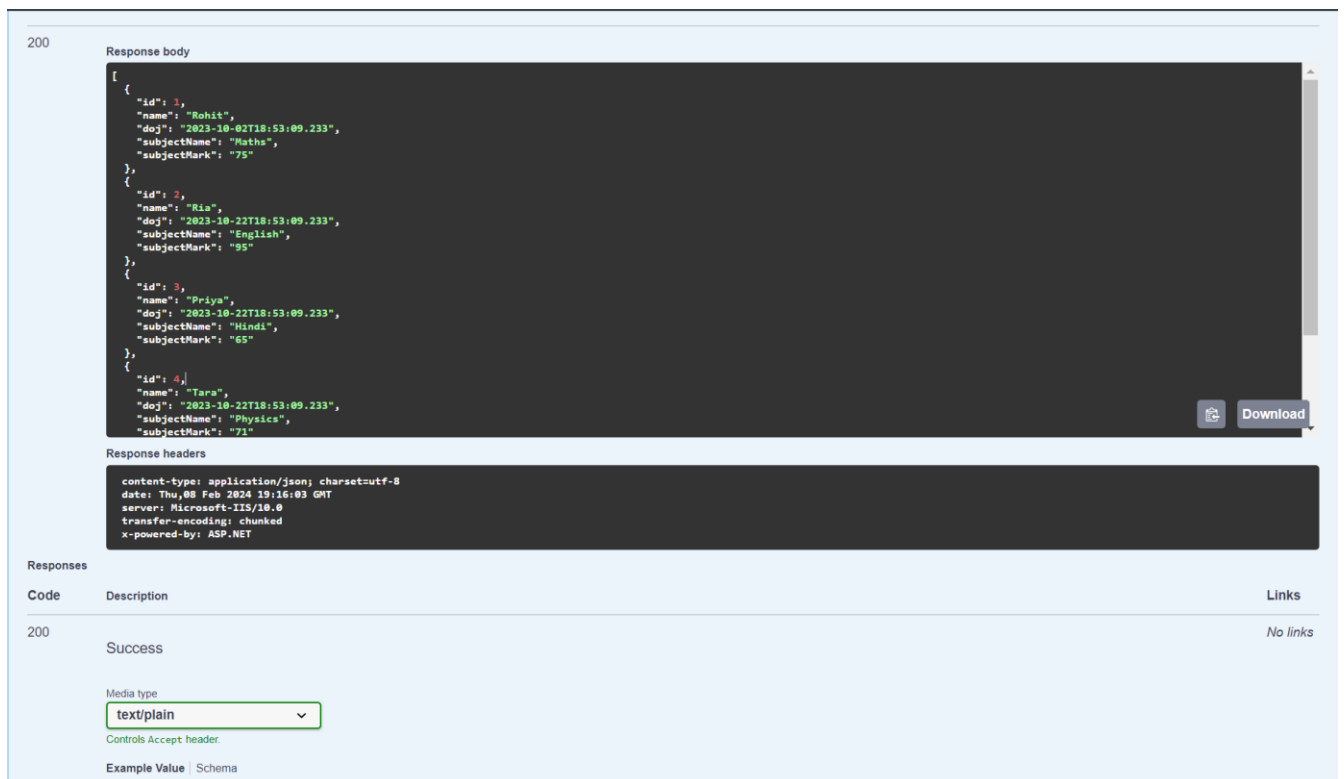 200
Response body
[
{
"id": 1,
"name": "Rohit",
"doj": "2023-10-02T18:53:09.233",
"subjectName": "Maths",
"subjectMark": "75"
},
{
"id": 2,
"name": "Ria",
"doj": "2023-10-22T18:53:09.233",
"subjectName": "English",
"subjectMark": "95"
},
{
"id": 3,
"name": "Priya",
"doj": "2023-10-22T18:53:09.233",
"subjectName": "Hindi",
"subjectMark": "65"
},
{
"id": 4,
"name": "Tara",
"doj": "2023-10-22T18:53:09.233",
"subjectName": "Physics",
"subjectMark": "71"
Download
Response headers
content-type: application/json; charset=utf-8
date: Thu,08 Feb 2024 19:16:03 GMT
server: Microsoft-IIS/10.0
transfer-encoding: chunked
x-powered-by: ASP.NET
Responses
Code Description Links
200 Success No links
Media type
text/plain
Controls Accept header.
Example Value Schema